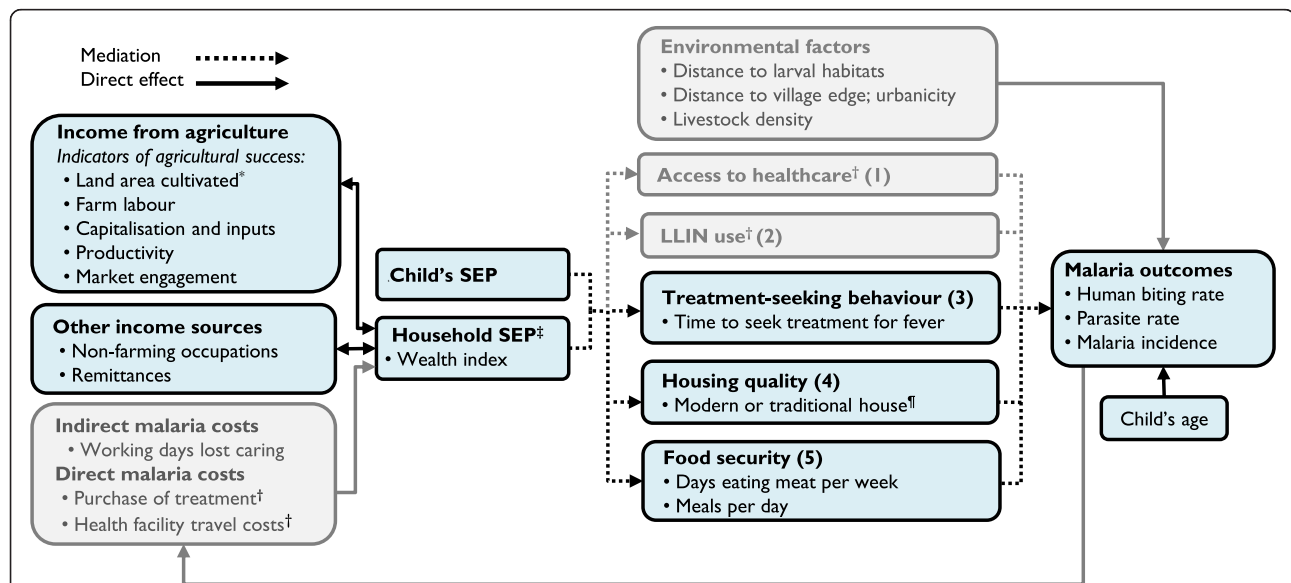 Mediation
Direct effect
Income from agriculture
Indicators of agricultural success:
• Land area cultivated*
• Farm labour
• Capitalisation and inputs
• Productivity
• Market engagement
Other income sources
• Non-farming occupations
• Remittances
Indirect malaria costs
• Working days lost caring
Direct malaria costs
• Purchase of treatment†
• Health facility travel costs†
Child's SEP
Household SEP‡
• Wealth index
Environmental factors
• Distance to larval habitats
• Distance to village edge; urbanicity
• Livestock density
Access to healthcare† (1)
LLIN use† (2)
Treatment-seeking behaviour (3)
• Time to seek treatment for fever
Housing quality (4)
• Modern or traditional house¶
Food security (5)
• Days eating meat per week
• Meals per day
Malaria outcomes
• Human biting rate
• Parasite rate
• Malaria incidence
Child's age